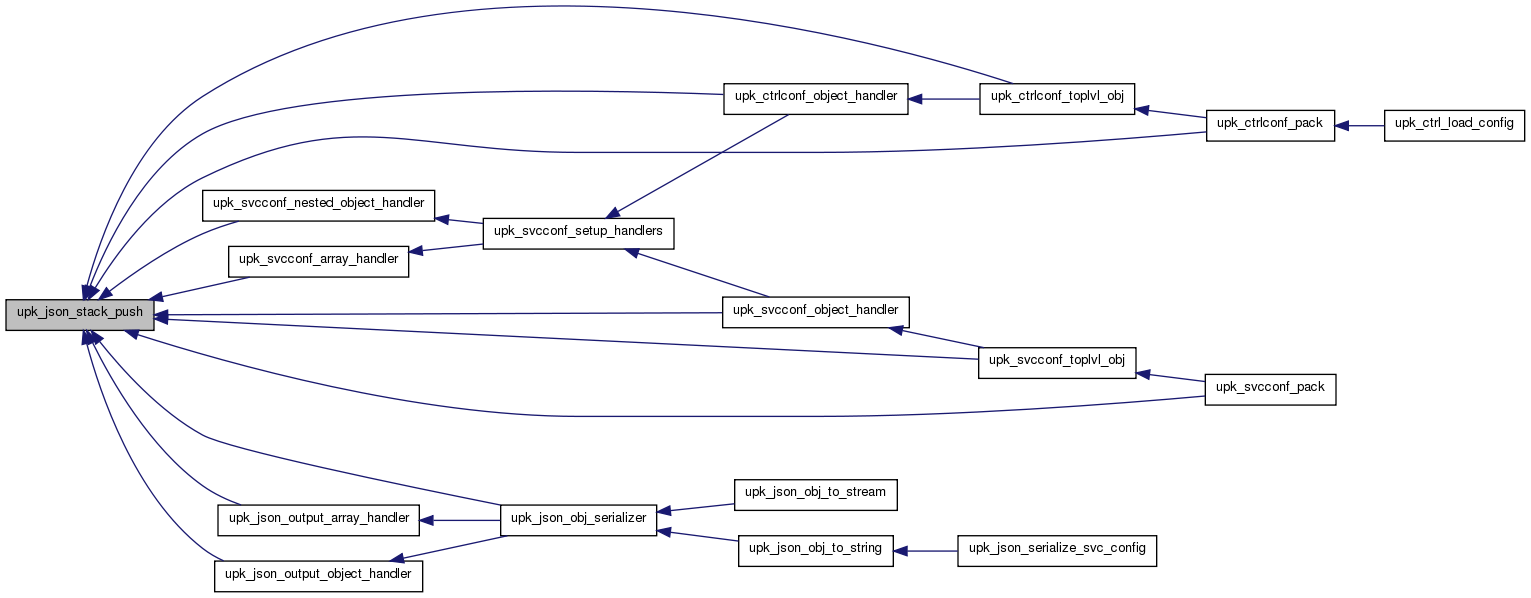 upk_ctrlconf_object_handler
upk_ctrlconf_toplvl_obj
upk_ctrlconf_pack
upk_ctrl_load_config
upk_svcconf_nested_object_handler
upk_svcconf_setup_handlers
upk_svcconf_array_handler
upk_json_stack_push
upk_svcconf_object_handler
upk_svcconf_toplvl_obj
upk_svcconf_pack
upk_json_obj_to_stream
upk_json_output_array_handler
upk_json_obj_serializer
upk_json_obj_to_string
upk_json_serialize_svc_config
upk_json_output_object_handler